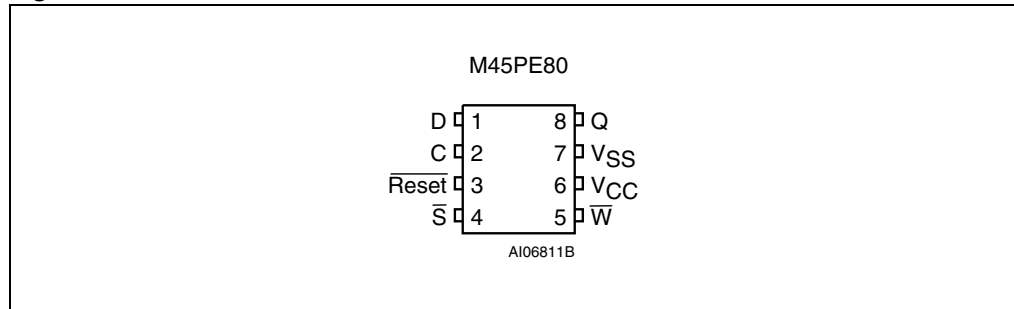 M45PE80
D 1 8 Q
C 2 7 VSS
Reset 3 6 VCC
S 4 5 W
AI06811B